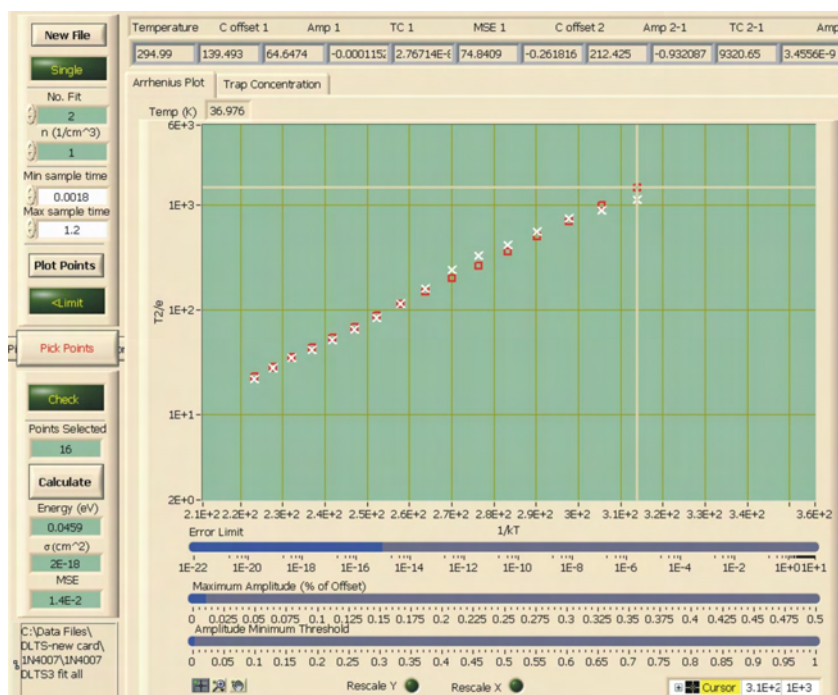 New File
Single
No. Fit
2
n (1/cm^3)
1
Min sample time
0.0018
Max sample time
1.2
Plot Points
<Limit
Pick Points
Check
Points Selected
16
Calculate
Energy (eV)
0.0459
σ(cm^2)
2E-18
MSE
1.4E-2
C:\Data Files\
DLTS-new card\
1N4007\1N4007
DLTS3 fit all
Temperature C offset 1 Amp 1 TC 1 MSE 1 C offset 2 Amp 2-1 TC 2-1 Amp
294.99 139.493 64.6474 -0.0001152 2.76714E-8 74.8409 -0.261816 212.425 -0.932087 9320.65 3.4556E-9
Arrhenius Plot Trap Concentration
Temp (K) 36.976
6E+3
1E+3
1E+2
T2/e
1E+1
2E+0
2.1E+2 2.2E+2 2.3E+2 2.4E+2 2.5E+2 2.6E+2 2.7E+2 2.8E+2 2.9E+2 3E+2 3.1E+2 3.2E+2 3.3E+2 3.4E+2 3.6E+2
1/kT
Error Limit
1E-22 1E-20 1E-18 1E-16 1E-14 1E-12 1E-10 1E-8 1E-6 1E-4 1E-2 1E+0 1E+1
Maximum Amplitude (% of Offset)
0 0.025 0.05 0.075 0.1 0.125 0.15 0.175 0.2 0.225 0.25 0.275 0.3 0.325 0.35 0.375 0.4 0.425 0.45 0.475 0.5
Amplitude Minimum Threshold
0 0.05 0.1 0.15 0.2 0.25 0.3 0.35 0.4 0.45 0.5 0.55 0.6 0.65 0.7 0.75 0.8 0.85 0.9 0.95 1
Rescale Y Rescale X Cursor 3.1E+2 1E+3